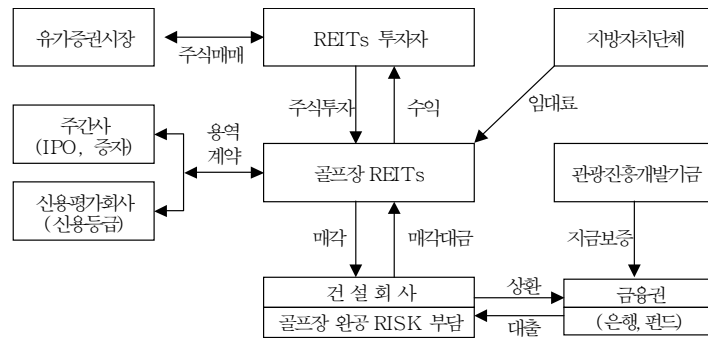 유가증권시장
주식매매
REITs 투자자
지방자치단체
주식투자
수익
임대료
주간사
(IPO, 증자)
용역
계약
골프장 REITs
관광진흥개발기금
신용평가회사
(신용등급)
매각
매각대금
지금보증
건 설 회 사
상환
금융권
골프장 완공 RISK 부담
대출
(은행, 펀드)